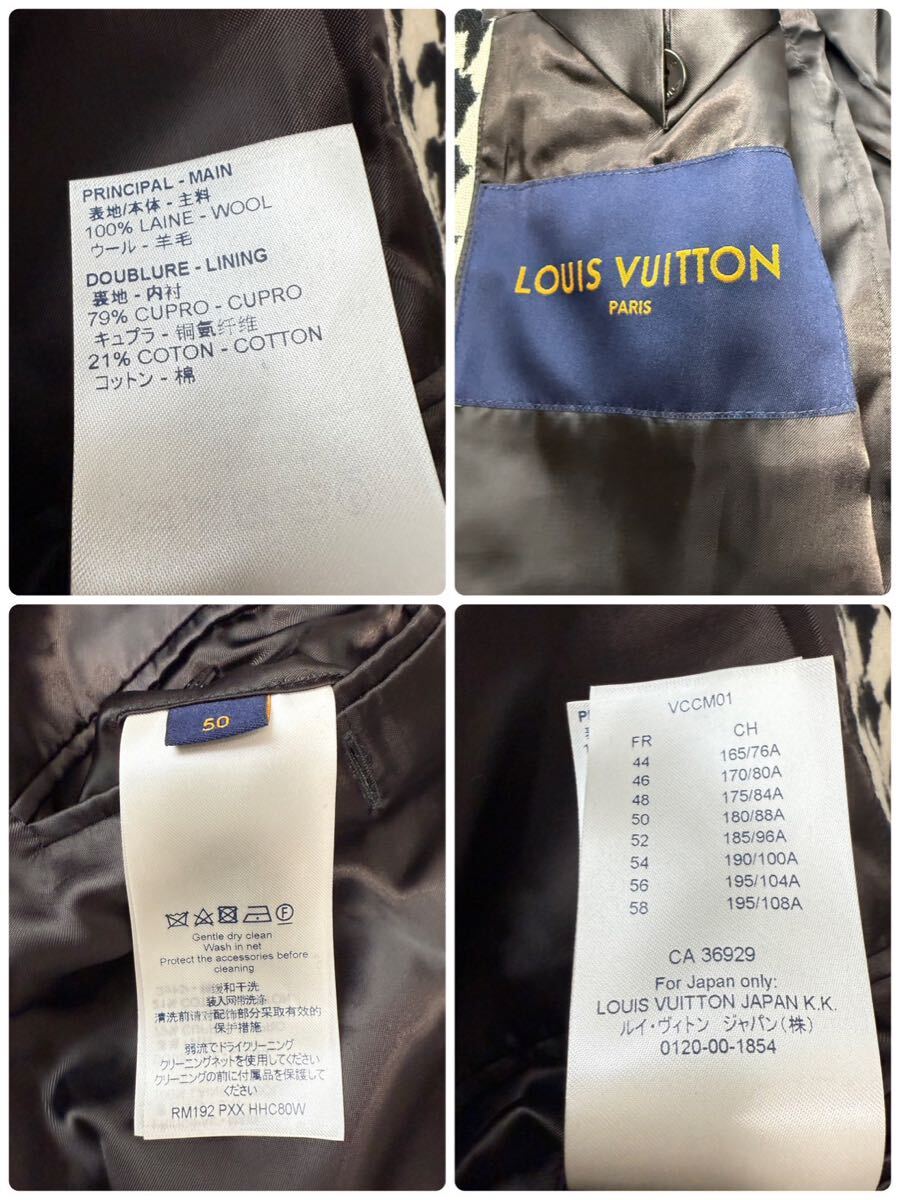 PRINCIPAL - MAIN
表地/本体 - 主料
100% LAINE - WOOL
ウール - 羊毛
DOUBLURE - LINING
裏地 - 内衬
79% CUPRO - CUPRO
キュプラ - 铜氨纤维
21% COTON - COTTON
コットン - 棉
LOUIS VUITTON
PARIS
50
Gentle dry clean
Wash in net
Protect the accessories before
cleaning
缓和干洗
装入网带洗涤
清洗前请对配饰部分采取有效的
保护措施
弱流でドライクリーニング
クリーニングネットを使用してください
クリーニングの前に付属品を保護して
ください
RM192 PXX HHC80W
VCCM01
FR CH
44 165/76A
46 170/80A
48 175/84A
50 180/88A
52 185/96A
54 190/100A
56 195/104A
58 195/108A
CA 36929
For Japan only:
LOUIS VUITTON JAPAN K.K.
ルイ・ヴィトン ジャパン(株)
0120-00-1854